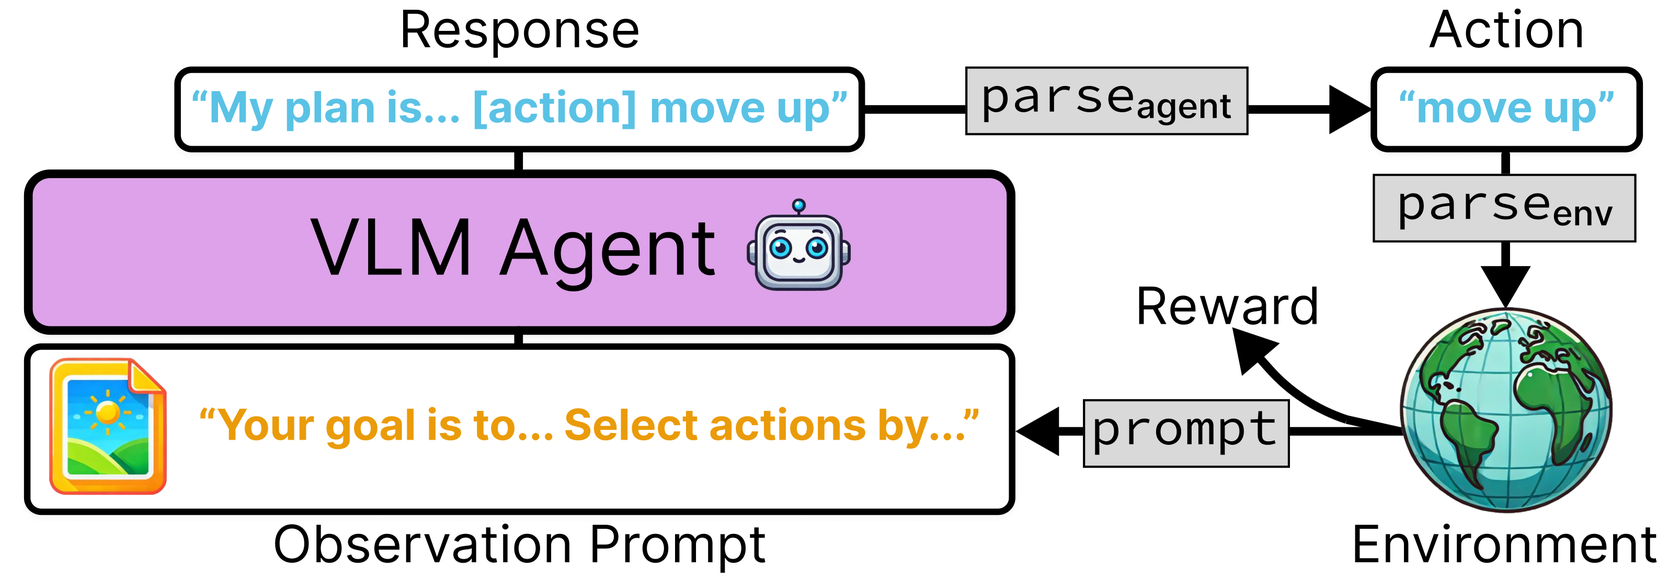 Response
Action
“My plan is... [action] move up”
parse agent
“move up”
VLM Agent
parse env
Reward
“Your goal is to... Select actions by...”
prompt
Observation Prompt
Environment